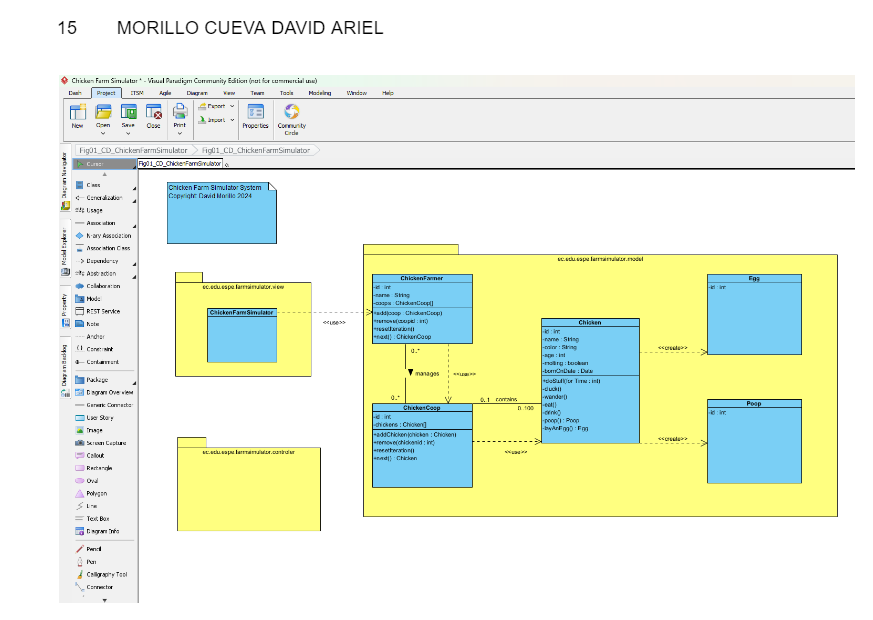 15 MORILLO CUEVA DAVID ARIEL
Chicken Farm Simulator * - Visual Paradigm Community Edition (not for commercial use)
Dash Project ITSM Agile Diagram View Team Tools Modeling Window Help
Export
Import
New Open Save Close Print Properties Community Circle
Fig01_CD_ChickenFarmSimulator Fig01_CD_ChickenFarmSimulator
Diagram Navigator
Model Explorer
Property
Diagram Backlog
Cursor
Class
Generalization
Usage
Association
N-ary Association
Association Class
Dependency
Abstraction
Collaboration
Model
REST Service
Note
Anchor
Constraint
Containment
Package
Diagram Overview
Generic Connector
User Story
Image
Screen Capture
Callout
Rectangle
Oval
Polygon
Line
Text Box
Diagram Info
Pencil
Pen
Calligraphy Tool
Connector
Fig01_CD_ChickenFarmSimulator
Chicken Farm Simulator System
Copyright: David Morillo 2024
ec.edu.espe.farmsimulator.view
ChickenFarmSimulator
<<use>>
ec.edu.espe.farmsimulator.controller
ec.edu.espe.farmsimulator.model
ChickenFarmer
-id : int
-name : String
-coops : ChickenCoop[]
+add(coop : ChickenCoop)
+remove(coopid : int)
+resetIteration()
+next() : ChickenCoop
0..*
manages
<<use>>
0..*
ChickenCoop
-id : int
-chickens : Chicken[]
+addChicken(chicken : Chicken)
+remove(chickenid : int)
+resetIteration()
+next() : Chicken
0..1 contains
0..100
<<use>>
Chicken
-id : int
-name : String
-color : String
-age : int
-molting : boolean
-bornOnDate : Date
+doStuff(for Time : int)
-cluck()
-wander()
-eat()
-drink()
-poop() : Poop
-layAnEgg() : Egg
<<create>>
<<create>>
Egg
-id : int
Poop
-id : int